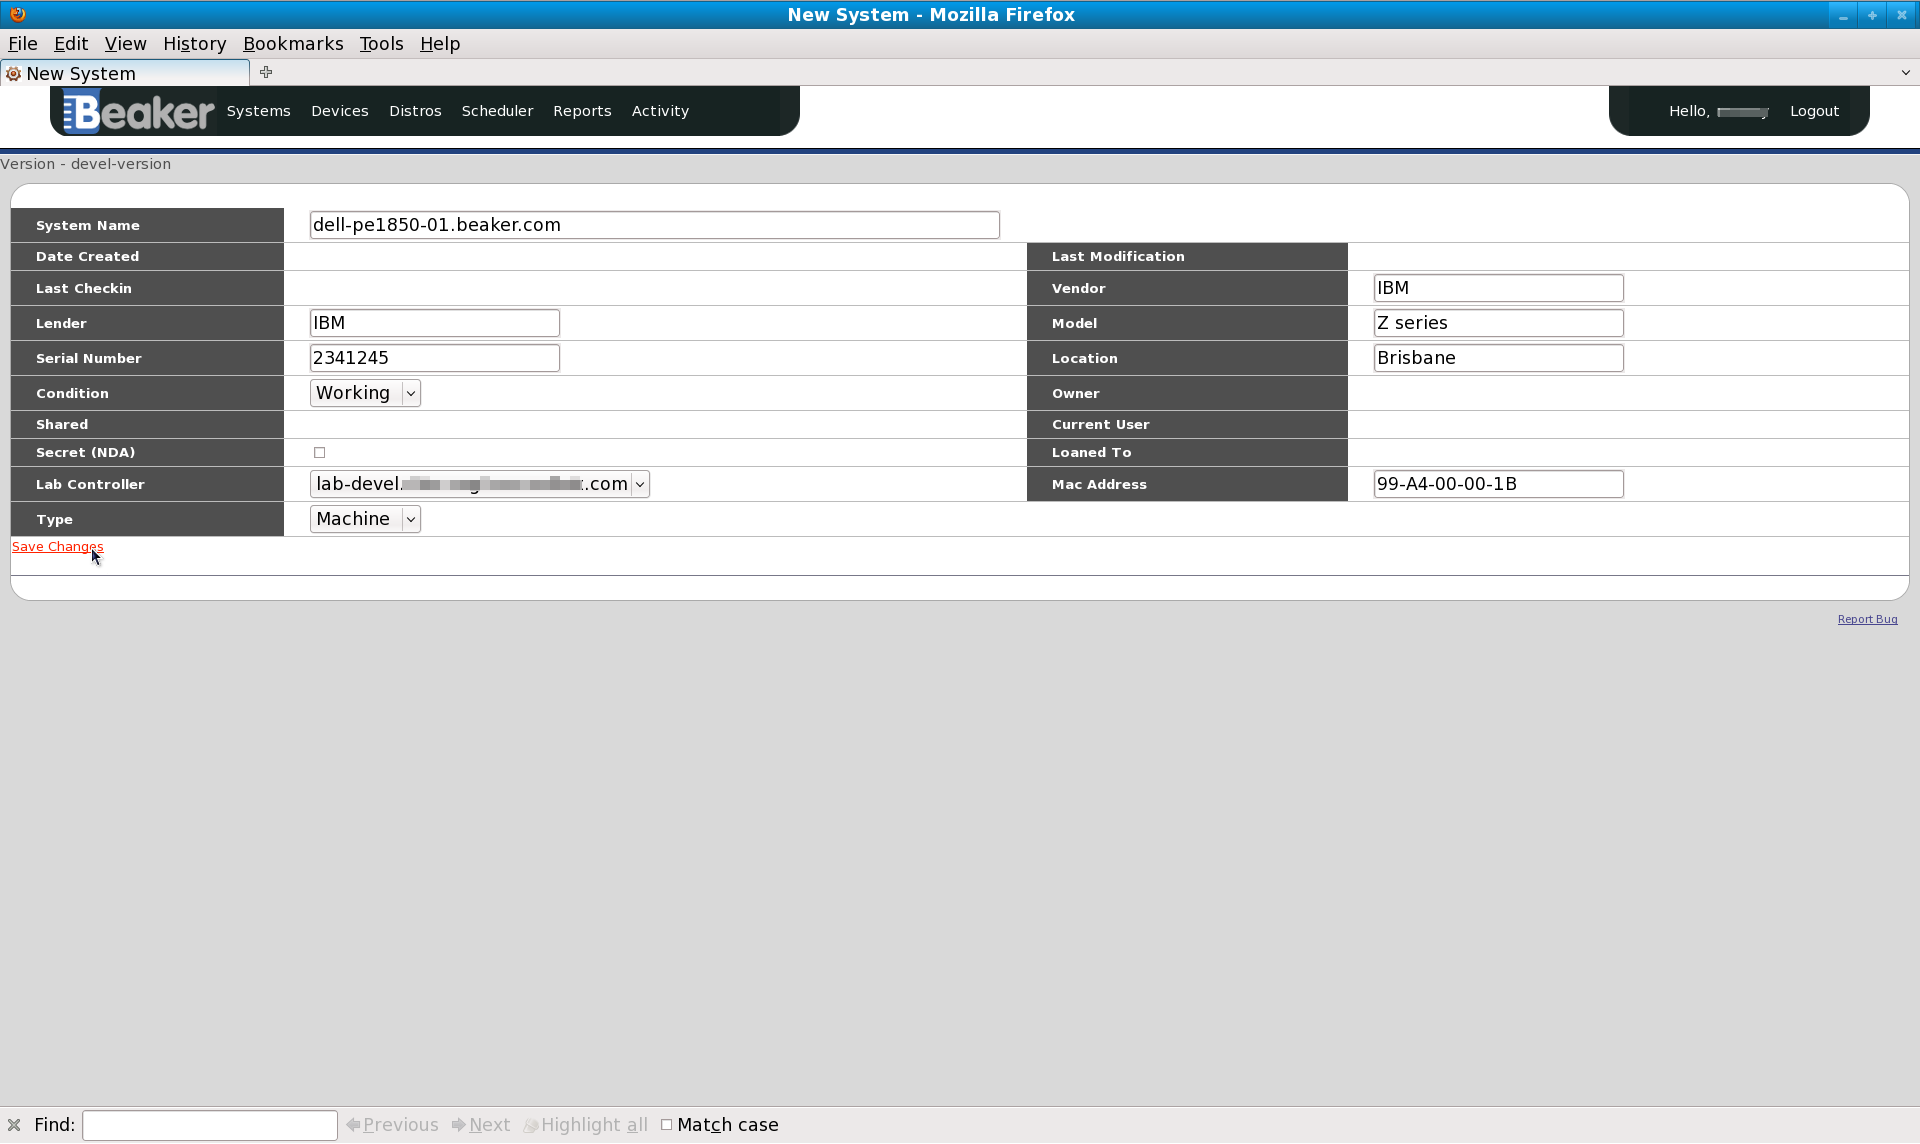 New System - Mozilla Firefox
File Edit View History Bookmarks Tools Help
New System
Beaker Systems Devices Distros Scheduler Reports Activity Hello, Logout
Version - devel-version
System Name dell-pe1850-01.beaker.com
Date Created Last Modification
Last Checkin Vendor IBM
Lender IBM Model Z series
Serial Number 2341245 Location Brisbane
Condition Working Owner
Shared Current User
Secret (NDA) Loaned To
Lab Controller lab-devel. .com Mac Address 99-A4-00-00-1B
Type Machine
Save Changes
Report Bug
Find: Previous Next Highlight all Match case